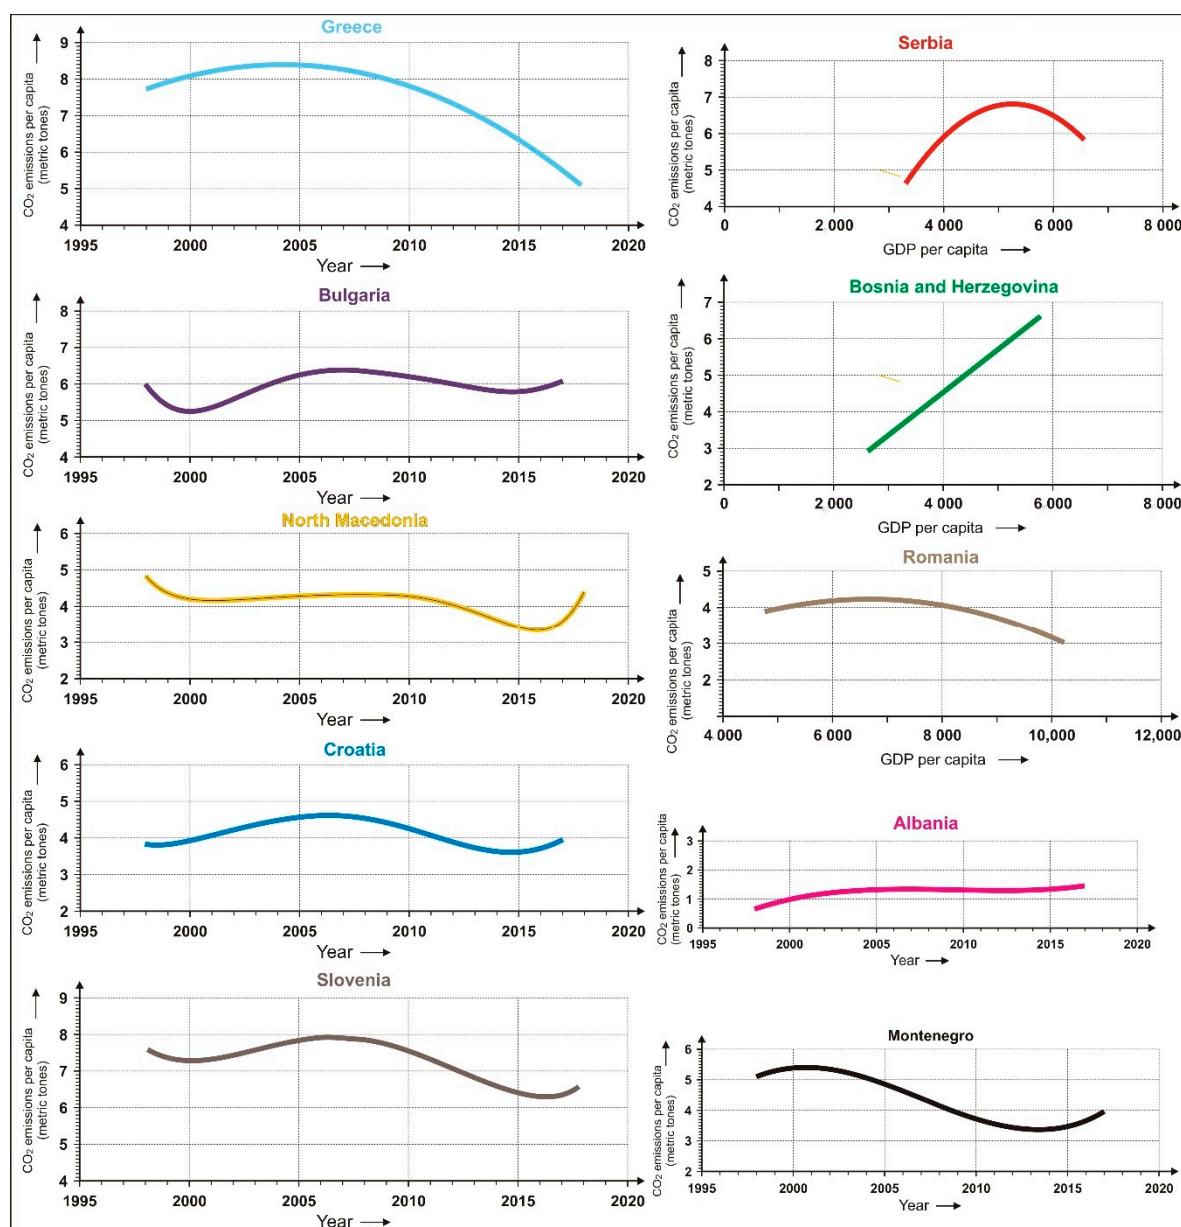 Greece
CO₂ emissions per capita
(metric tones)
9
8
7
6
5
4
1995 2000 2005 2010 2015 2020
Year
Bulgaria
CO₂ emissions per capita
(metric tones)
8
7
6
5
4
1995 2000 2005 2010 2015 2020
Year
North Macedonia
CO₂ emissions per capita
(metric tones)
6
5
4
3
2
1995 2000 2005 2010 2015 2020
Year
Croatia
CO₂ emissions per capita
(metric tones)
6
5
4
3
2
1995 2000 2005 2010 2015 2020
Year
Slovenia
CO₂ emissions per capita
(metric tones)
9
8
7
6
5
4
1995 2000 2005 2010 2015 2020
Year
Serbia
CO₂ emissions per capita
(metric tones)
8
7
6
5
4
0 2 000 4 000 6 000 8 000
GDP per capita
Bosnia and Herzegovina
CO₂ emissions per capita
(metric tones)
7
6
5
4
3
2
0 2 000 4 000 6 000 8 000
GDP per capita
Romania
CO₂ emissions per capita
(metric tones)
5
4
3
2
4 000 6 000 8 000 10,000 12,000
GDP per capita
Albania
CO₂ emissions per capita
(metric tones)
3
2
1
0
1995 2000 2005 2010 2015 2020
Year
Montenegro
CO₂ emissions per capita
(metric tones)
6
5
4
3
2
1995 2000 2005 2010 2015 2020
Year